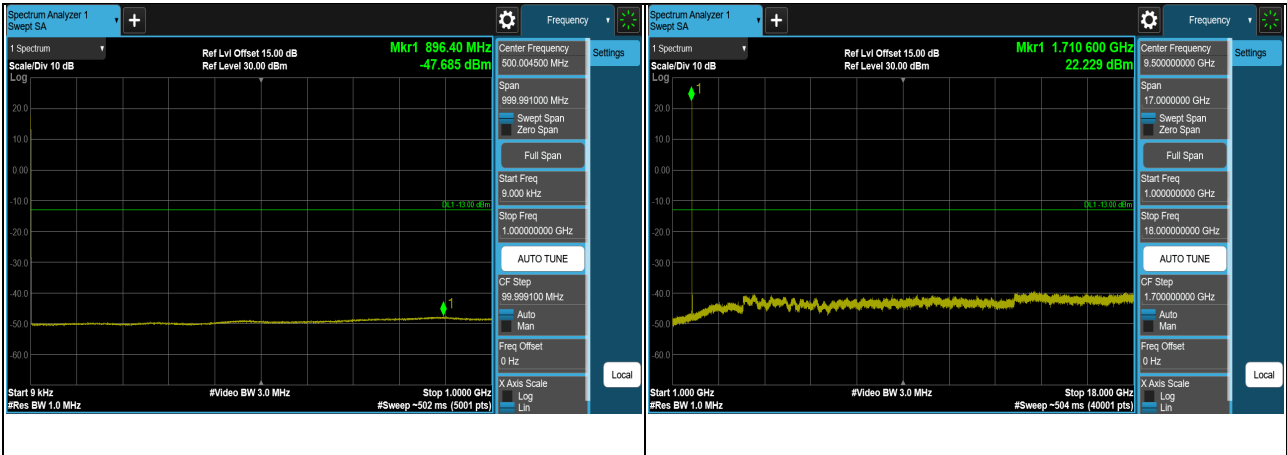 Spectrum Analyzer 1
Swept SA
+
Frequency
1 Spectrum
Scale/Div 10 dB
Log
Ref Lvl Offset 15.00 dB
Ref Level 30.00 dBm
Mkr1 896.40 MHz
-47.685 dBm
1
20.0
10.0
0.00
-10.0
-20.0
-30.0
-40.0
-50.0
-60.0
DL1 -13.00 dBm
Start 9 kHz
#Res BW 1.0 MHz
#Video BW 3.0 MHz
Stop 1.0000 GHz
#Sweep ~502 ms (5001 pts)
Center Frequency
500.004500 MHz
Span
999.991000 MHz
Swept Span
Zero Span
Full Span
Start Freq
9.000 kHz
Stop Freq
1.000000000 GHz
AUTO TUNE
CF Step
99.999100 MHz
Auto
Man
Freq Offset
0 Hz
X Axis Scale
Log
Lin
Settings
Local
Spectrum Analyzer 1
Swept SA
+
Frequency
1 Spectrum
Scale/Div 10 dB
Log
Ref Lvl Offset 15.00 dB
Ref Level 30.00 dBm
Mkr1 1.710 600 GHz
22.229 dBm
1
20.0
10.0
0.00
-10.0
-20.0
-30.0
-40.0
-50.0
-60.0
DL1 -13.00 dBm
Start 1.000 GHz
#Res BW 1.0 MHz
#Video BW 3.0 MHz
Stop 18.000 GHz
#Sweep ~504 ms (40001 pts)
Center Frequency
9.500000000 GHz
Span
17.0000000 GHz
Swept Span
Zero Span
Full Span
Start Freq
1.000000000 GHz
Stop Freq
18.000000000 GHz
AUTO TUNE
CF Step
1.700000000 GHz
Auto
Man
Freq Offset
0 Hz
X Axis Scale
Log
Lin
Settings
Local